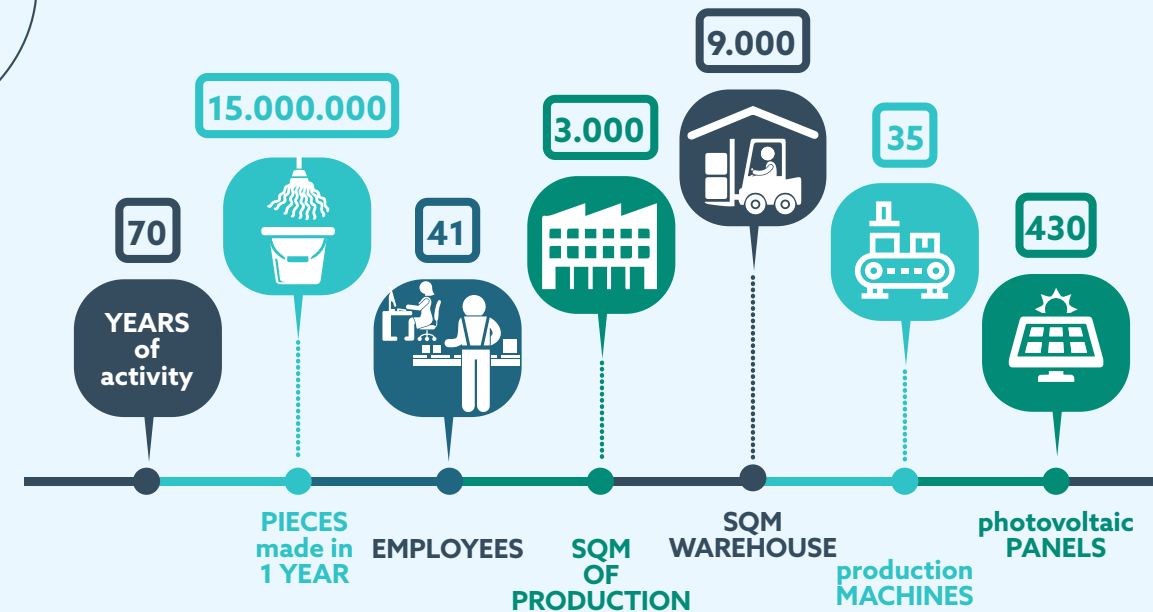 70
YEARS
of
activity
15.000.000
PIECES
made in
1 YEAR
41
EMPLOYEES
3.000
SQM
OF
PRODUCTION
9.000
SQM
WAREHOUSE
35
production
MACHINES
430
photovoltaic
PANELS